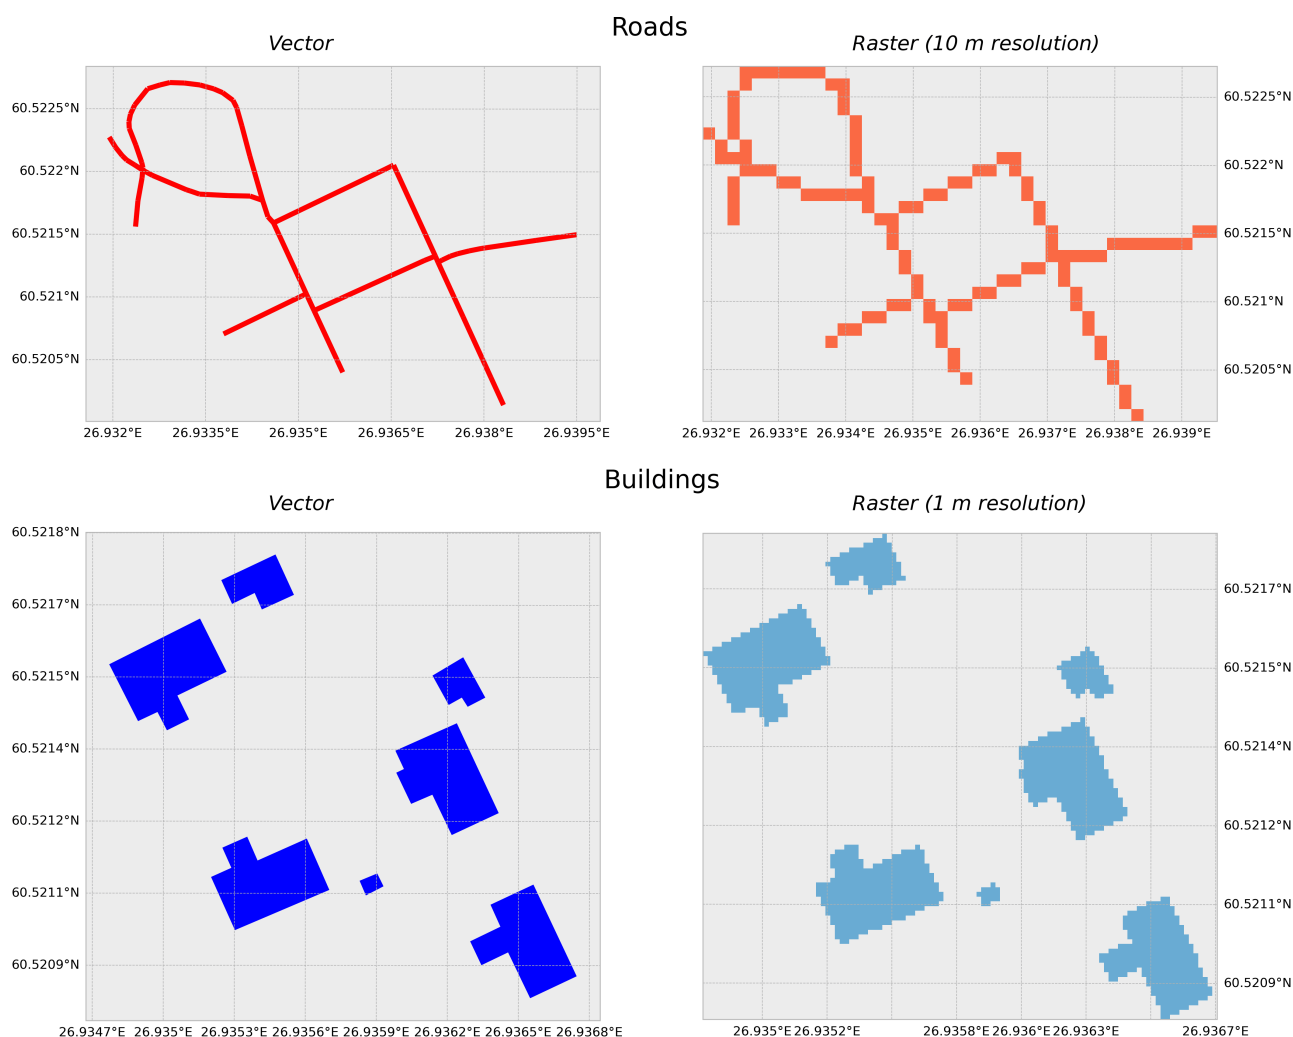 Roads
Vector
Raster (10 m resolution)
60.5225°N
60.522°N
60.5215°N
60.521°N
60.5205°N
60.5225°N
60.522°N
60.5215°N
60.521°N
60.5205°N
26.932°E 26.9335°E 26.935°E 26.9365°E 26.938°E 26.9395°E
26.932°E 26.933°E 26.934°E 26.935°E 26.936°E 26.937°E 26.938°E 26.939°E
Buildings
Vector
Raster (1 m resolution)
60.5218°N
60.5217°N
60.5215°N
60.5214°N
60.5212°N
60.5211°N
60.5209°N
60.5217°N
60.5215°N
60.5214°N
60.5212°N
60.5211°N
60.5209°N
26.9347°E 26.935°E 26.9353°E 26.9356°E 26.9359°E 26.9362°E 26.9365°E 26.9368°E
26.935°E 26.9352°E 26.9358°E 26.936°E 26.9363°E 26.9367°E